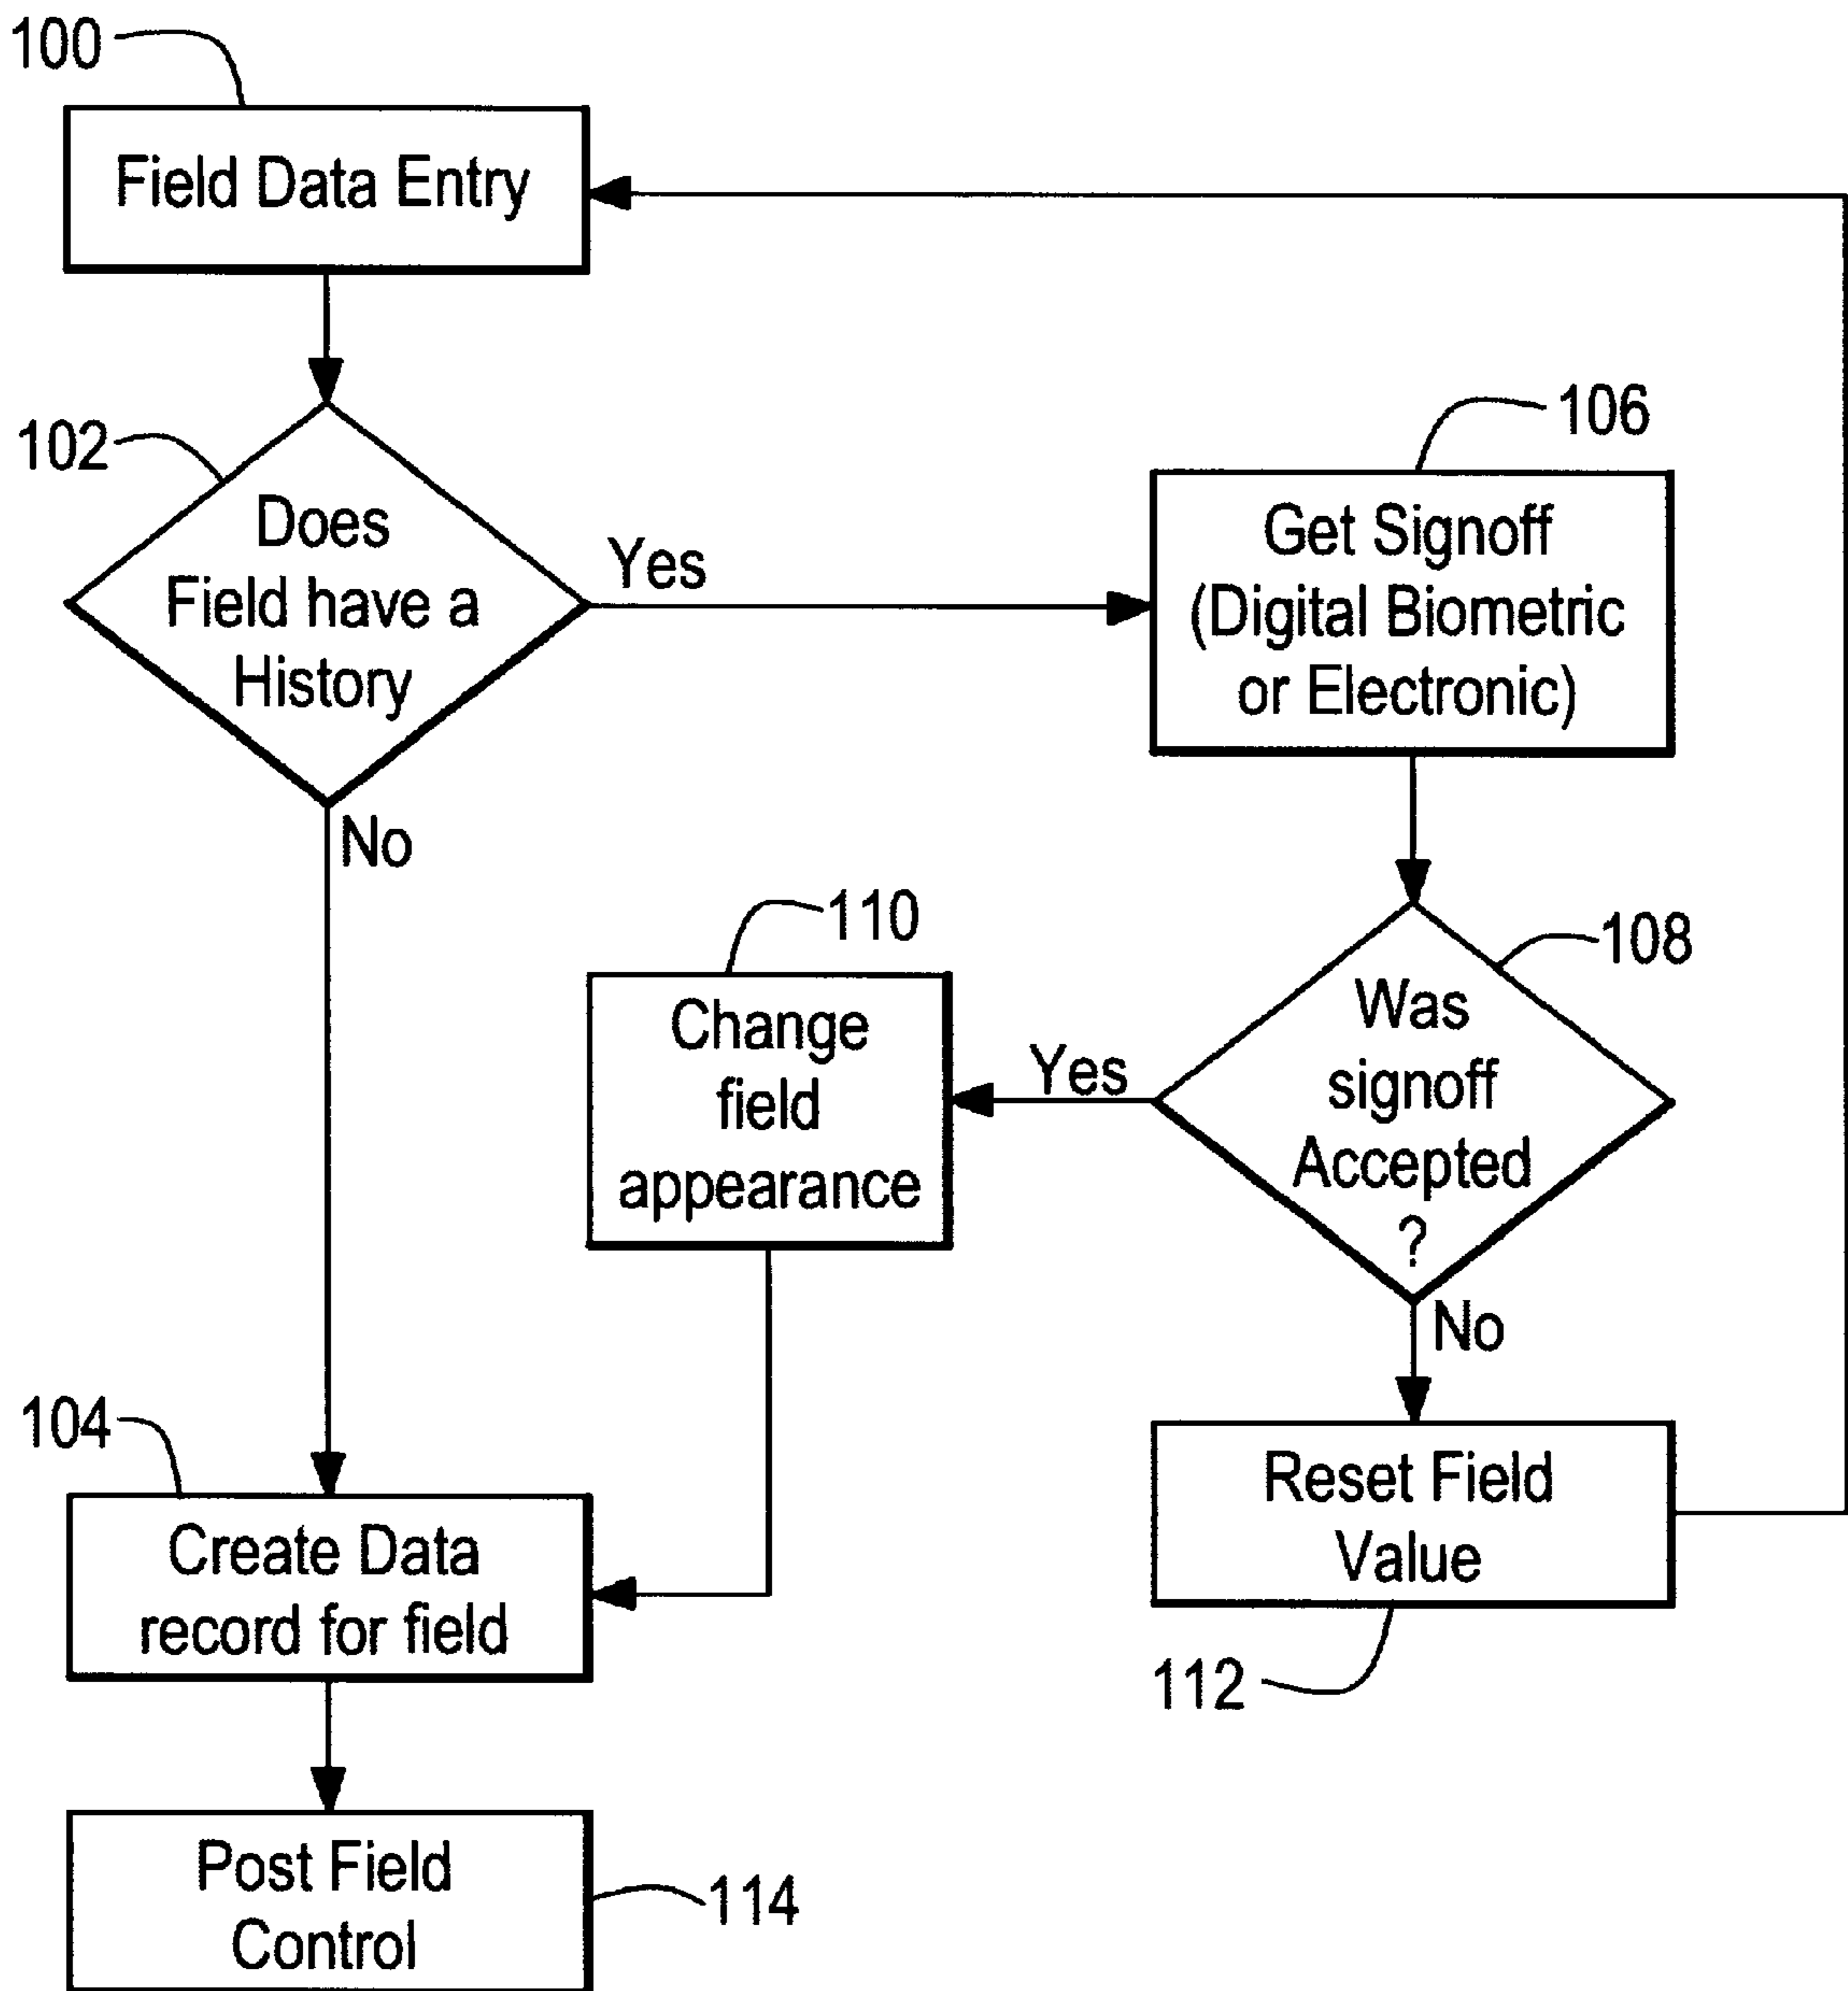 100
Field Data Entry
102
Does
Field have a
History
Yes
No
106
Get Signoff
(Digital Biometric
or Electronic)
108
Was
signoff
Accepted
?
Yes
No
110
Change
field
appearance
104
Create Data
record for field
Reset Field
Value
112
Post Field
Control
114